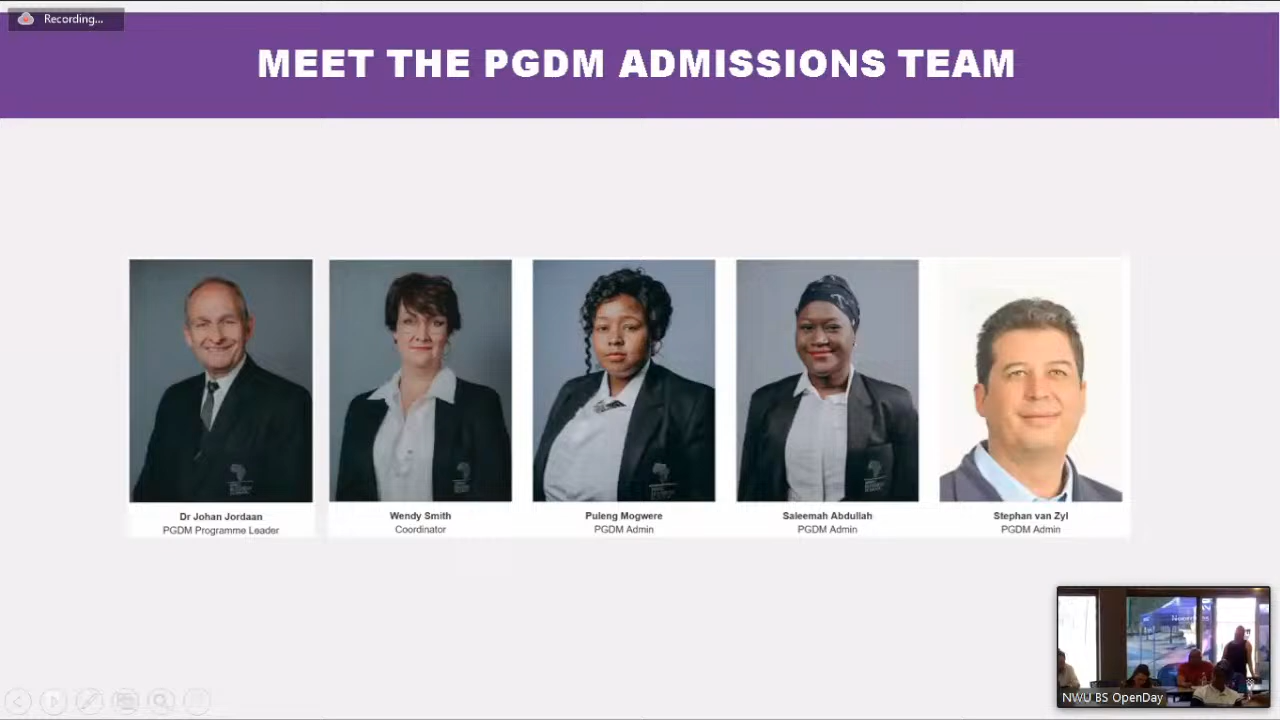 Recording...
MEET THE PGDM ADMISSIONS TEAM
Dr Johan Jordaan
PGDM Programme Leader
Wendy Smith
Coordinator
Puleng Mogwere
PGDM Admin
Saleemah Abdullah
PGDM Admin
Stephan van Zyl
PGDM Admin
NWU BS OpenDay